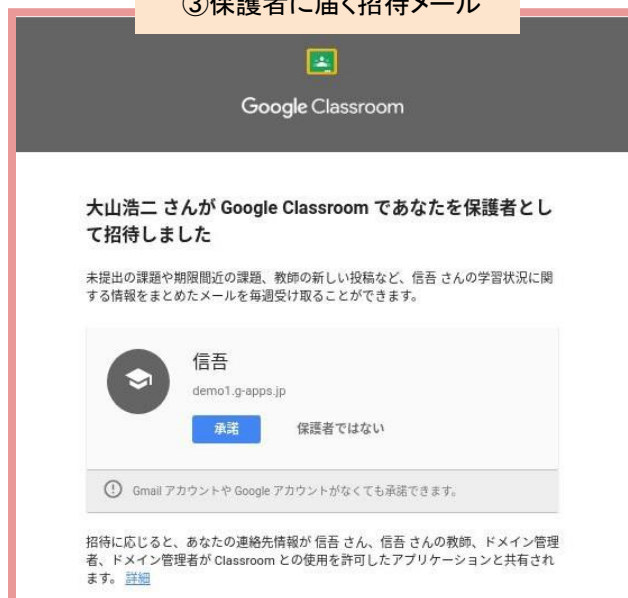 ③保護者に届く招待メール
Google Classroom
大山浩二 さんが Google Classroom であなたを保護者とし
て招待しました
未提出の課題や期限間近の課題、教師の新しい投稿など、信吾 さんの学習状況に関
する情報をまとめたメールを毎週受け取ることができます。
信吾
demo1.g-apps.jp
承諾 保護者ではない
Gmail アカウントや Google アカウントがなくても承諾できます。
招待に応じると、あなたの連絡先情報が 信吾 さん、信吾 さんの教師、ドメイン管理
者、ドメイン管理者が Classroom との使用を許可したアプリケーションと共有され
ます。 詳細